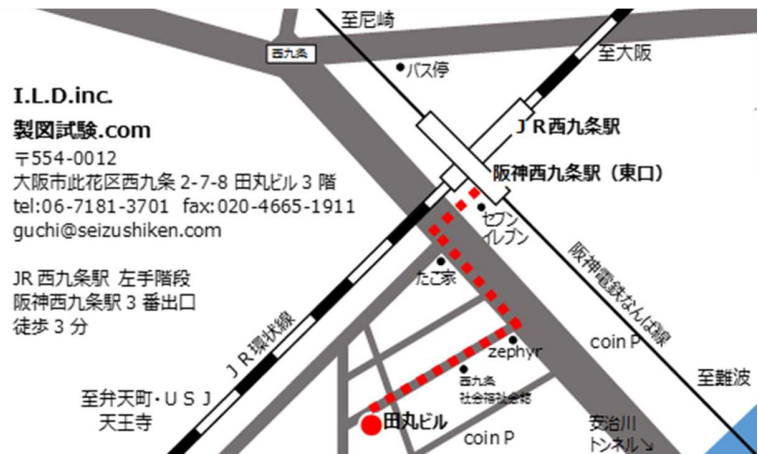 至尼崎
西九条
バス停
至大阪
I.L.D.inc.
製図試験.com
〒554-0012
大阪市此花区西九条 2-7-8 田丸ビル 3 階
tel:06-7181-3701 fax:020-4665-1911
guchi@seizushiken.com
JR 西九条駅 左手階段
阪神西九条駅 3 番出口
徒歩 3 分
ＪＲ西九条駅
阪神西九条駅（東口）
セブン
イレブン
たこ家
阪神電鉄なんば線
ＪＲ環状線
zephyr
coin P
西九条
社会福祉会館
至難波
至弁天町・ＵＳＪ
天王寺
田丸ビル
coin P
安治川
トンネル↘